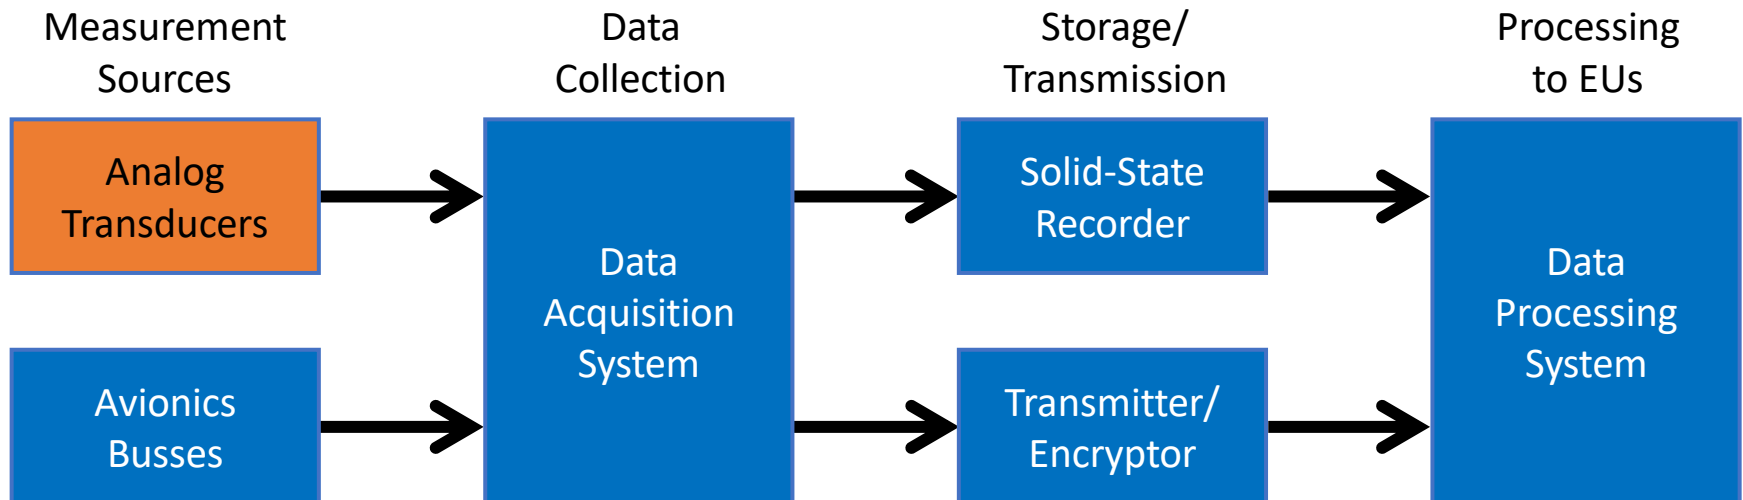 Measurement
Sources
Data
Collection
Storage/
Transmission
Processing
to EUs
Analog
Transducers
Avionics
Busses
Data
Acquisition
System
Solid-State
Recorder
Transmitter/
Encryptor
Data
Processing
System